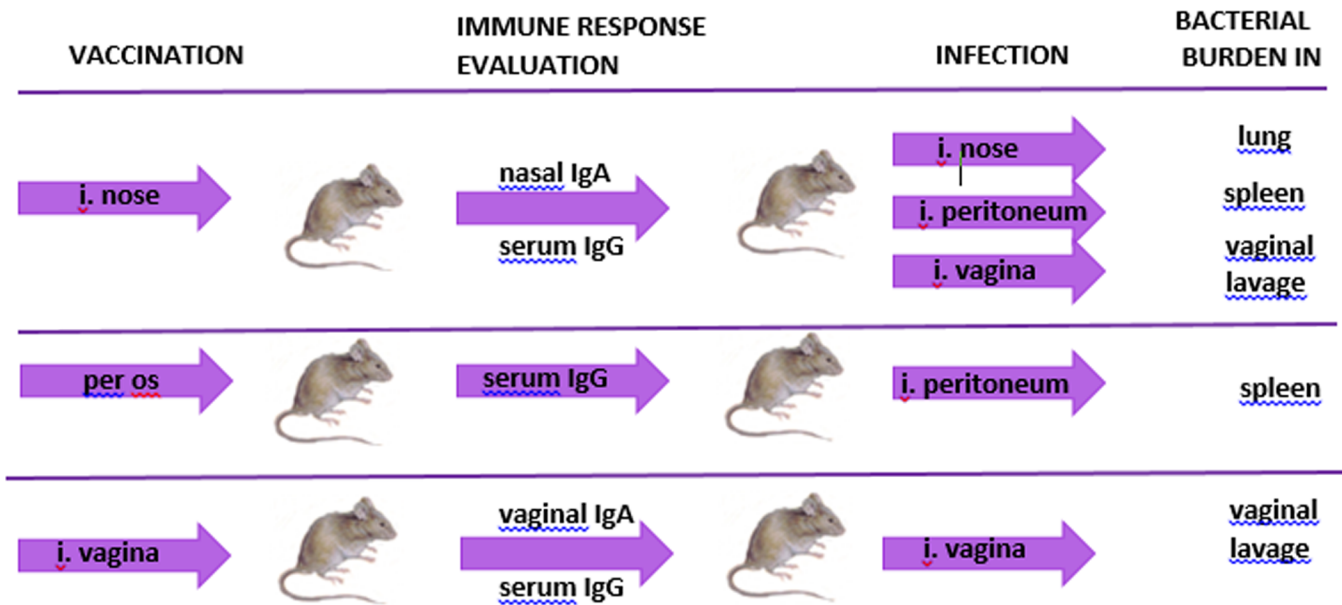 VACCINATION
IMMUNE RESPONSE
EVALUATION
INFECTION
BACTERIAL
BURDEN IN
i. nose
nasal IgA
serum IgG
i. nose
i. peritoneum
i. vagina
lung
spleen
vaginal
lavage
per os
serum IgG
i. peritoneum
spleen
i. vagina
vaginal IgA
serum IgG
i. vagina
vaginal
lavage